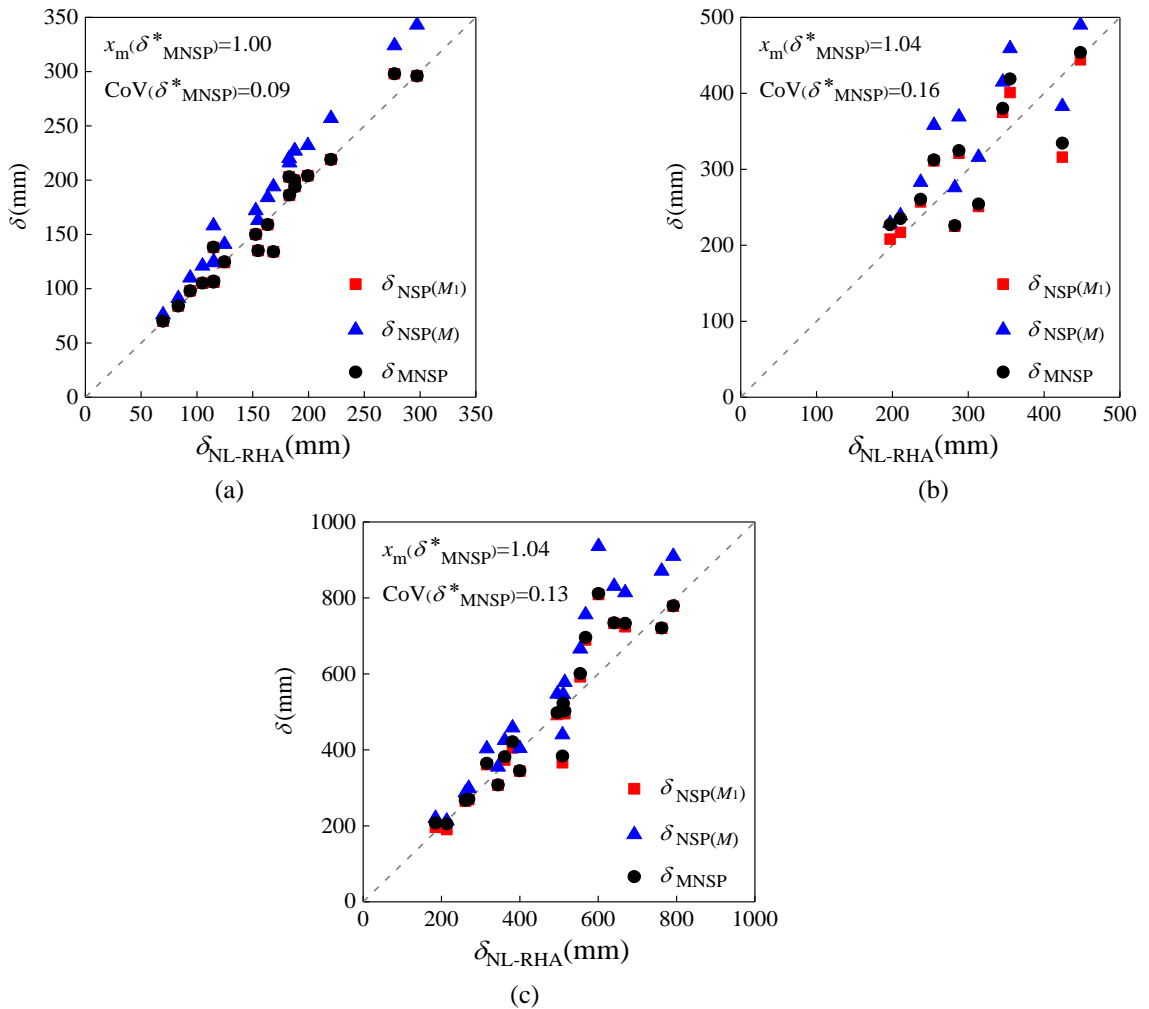 350
300
250
200
150
100
50
0
δ(mm)
x_m(δ*_MNSP)=1.00
CoV(δ*_MNSP)=0.09
δ_NSP(M₁)
δ_NSP(M)
δ_MNSP
0 50 100 150 200 250 300 350
δ_NL-RHA(mm)
(a)
500
400
300
200
100
0
δ(mm)
x_m(δ*_MNSP)=1.04
CoV(δ*_MNSP)=0.16
δ_NSP(M₁)
δ_NSP(M)
δ_MNSP
0 100 200 300 400 500
δ_NL-RHA(mm)
(b)
1000
800
600
400
200
0
δ(mm)
x_m(δ*_MNSP)=1.04
CoV(δ*_MNSP)=0.13
δ_NSP(M₁)
δ_NSP(M)
δ_MNSP
0 200 400 600 800 1000
δ_NL-RHA(mm)
(c)